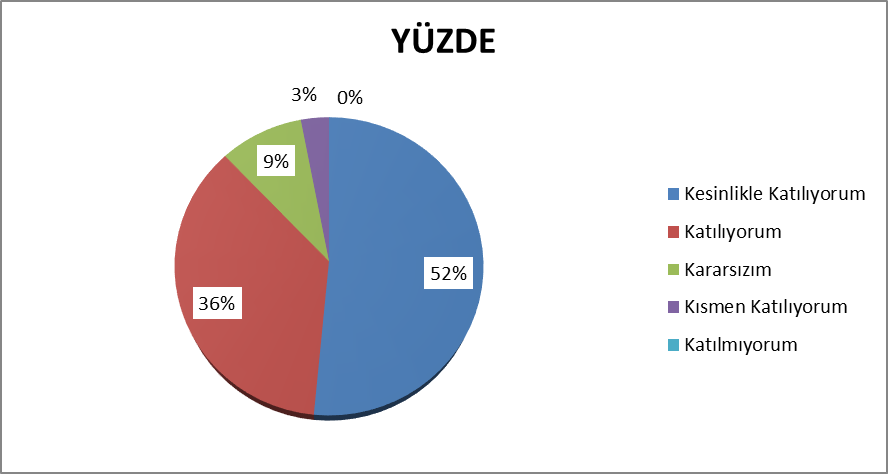 YÜZDE
3%
0%
9%
52%
36%
Kesinlikle Katılıyorum
Katılıyorum
Kararsızım
Kısmen Katılıyorum
Katılmıyorum